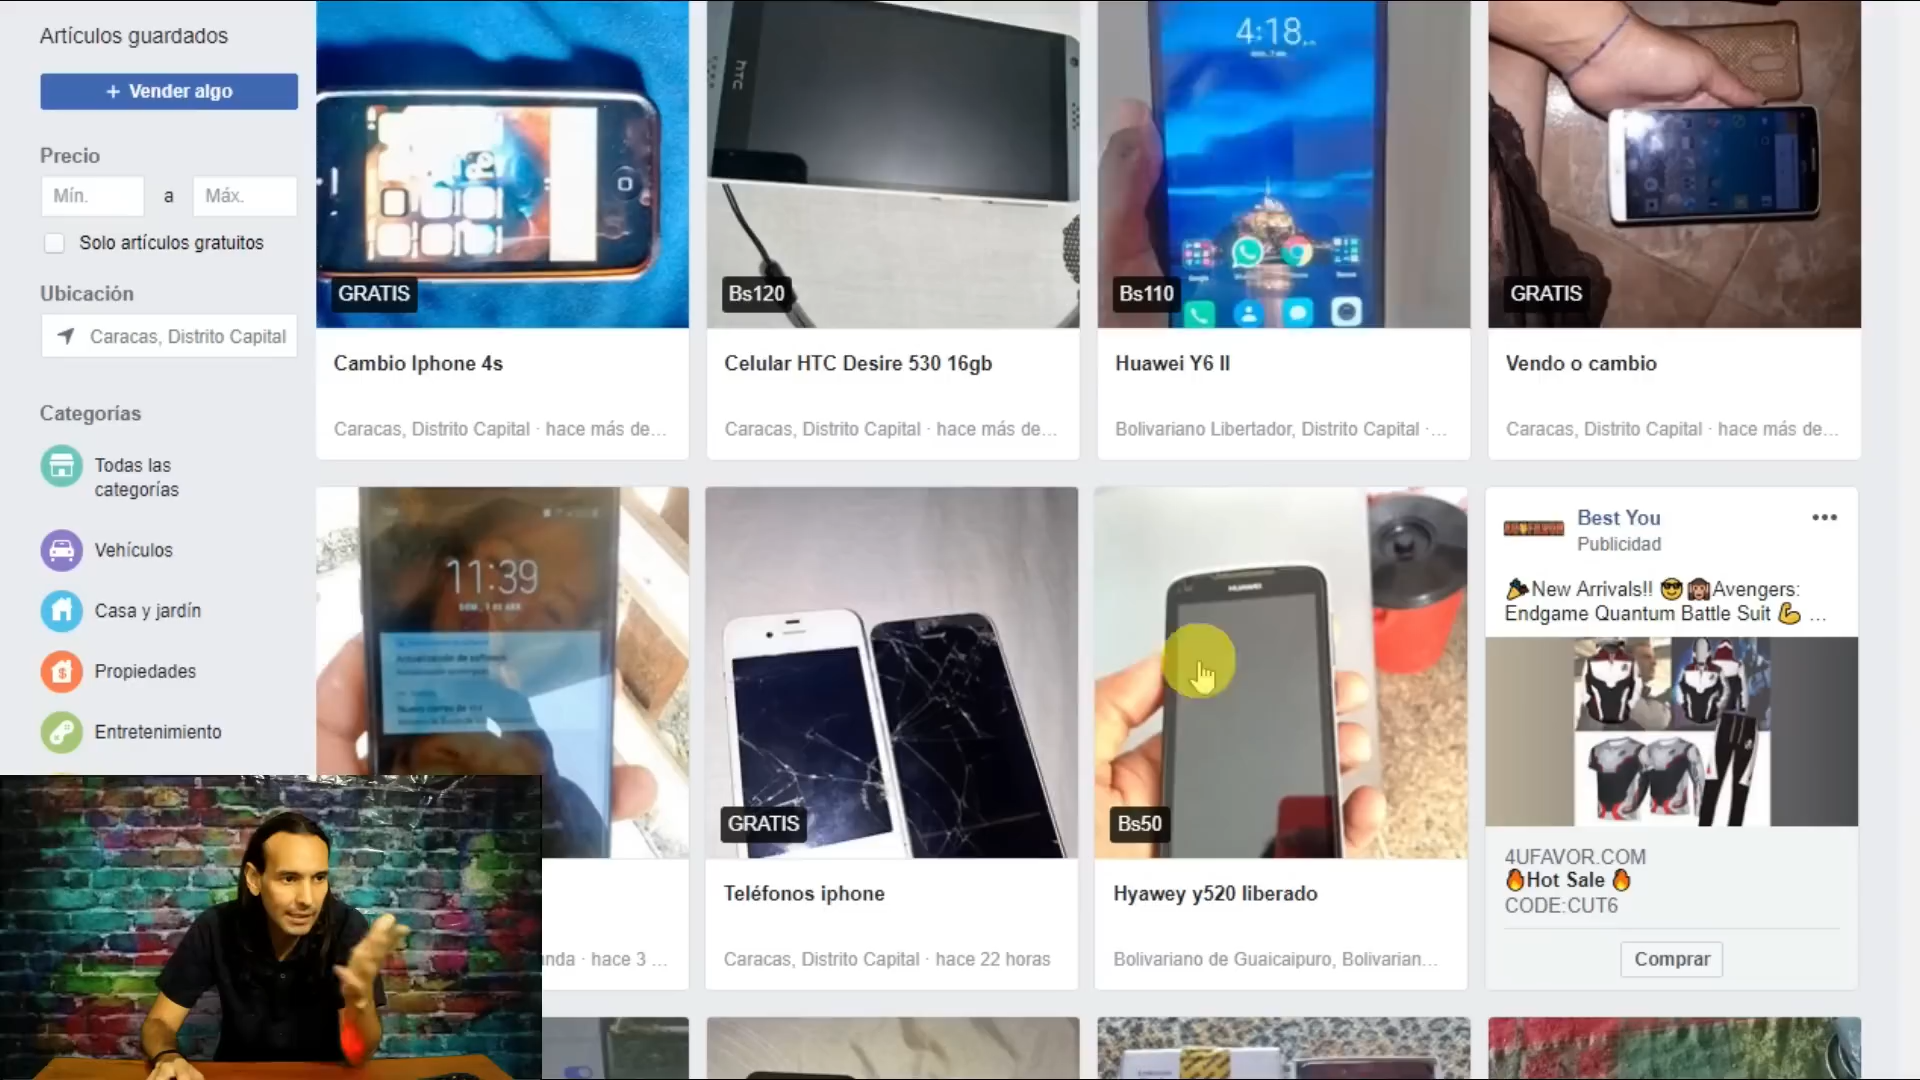 Artículos guardados
+ Vender algo
Precio
Mín. a Máx.
Solo artículos gratuitos
Ubicación
Caracas, Distrito Capital
Categorías
Todas las
categorías
Vehículos
Casa y jardín
Propiedades
Entretenimiento
GRATIS
Cambio Iphone 4s
Caracas, Distrito Capital · hace más de...
hTC
Bs120
Celular HTC Desire 530 16gb
Caracas, Distrito Capital · hace más de...
4:18
Bs110
Huawei Y6 II
Bolivariano Libertador, Distrito Capital ·...
GRATIS
Vendo o cambio
Caracas, Distrito Capital · hace más de...
11:39
nda · hace 3 ...
GRATIS
Teléfonos iphone
Caracas, Distrito Capital · hace 22 horas
HUAWEI
Bs50
Hyawey y520 liberado
Bolivariano de Guaicaipuro, Bolivarian...
Best You
Publicidad
New Arrivals!! 😎🙉Avengers:
Endgame Quantum Battle Suit 💪 ...
4UFAVOR.COM
🔥Hot Sale 🔥
CODE:CUT6
Comprar